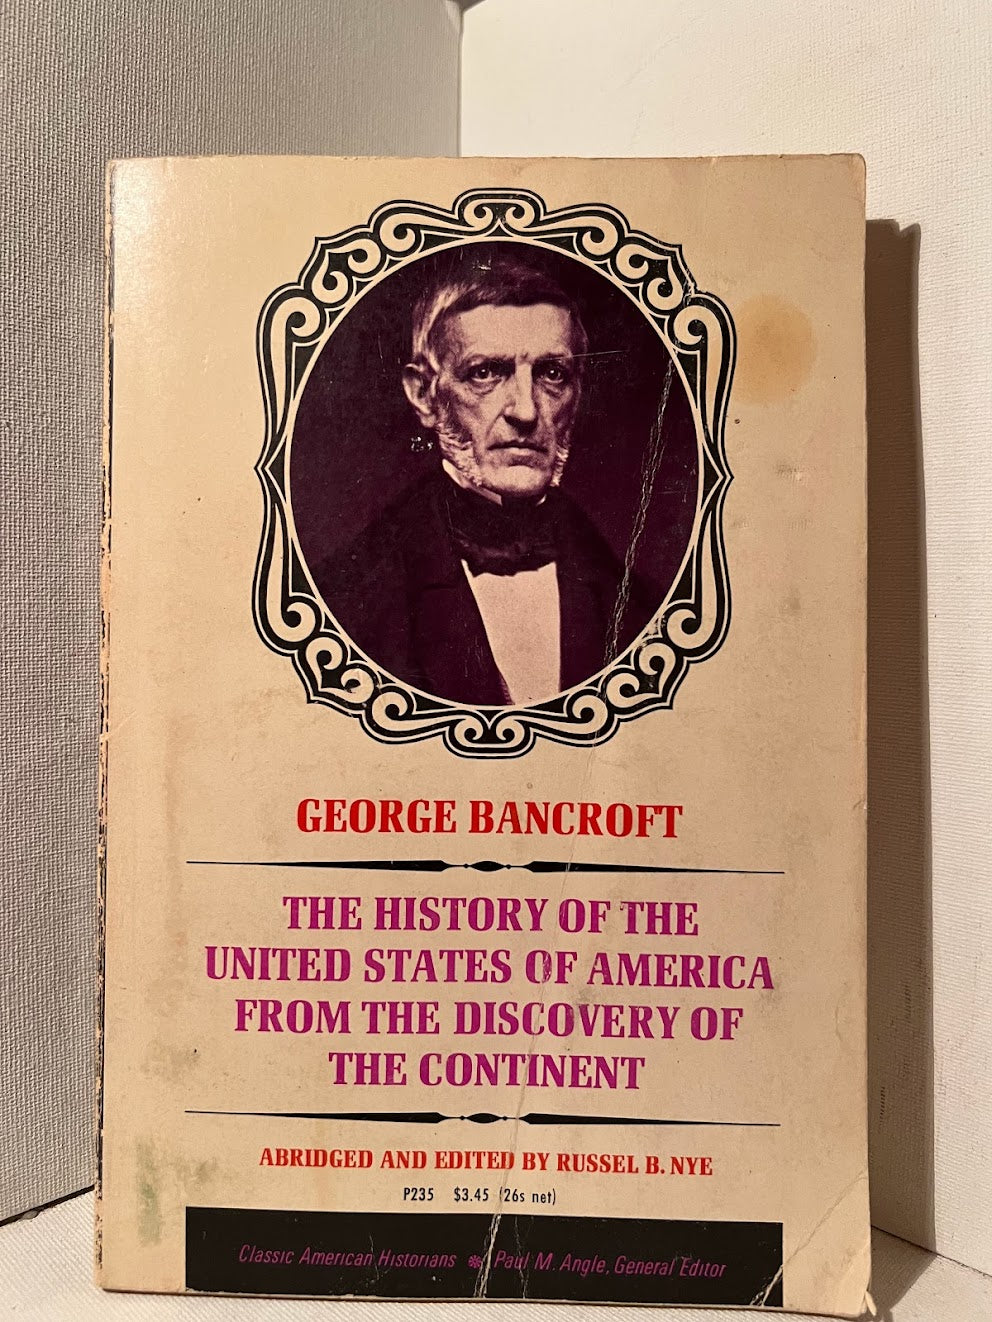 GEORGE BANCROFT
THE HISTORY OF THE
UNITED STATES OF AMERICA
FROM THE DISCOVERY OF
THE CONTINENT
ABRIDGED AND EDITED BY RUSSEL B. NYE
P235 $3.45 (26s net)
Classic American Historians * Paul M. Angle, General Editor